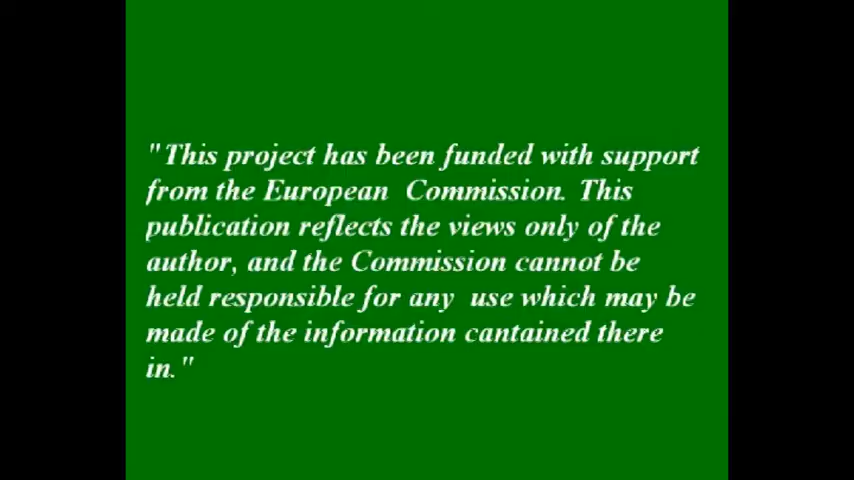 "This project has been funded with support
from the European Commission. This
publication reflects the views only of the
author, and the Commission cannot be
held responsible for any use which may be
made of the information cantained there
in."